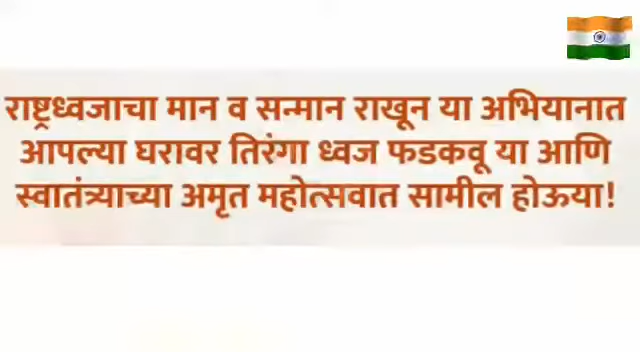 राष्ट्रध्वजाचा मान व सन्मान राखून या अभियानात
आपल्या घरावर तिरंगा ध्वज फडकवू या आणि
स्वातंत्र्याच्या अमृत महोत्सवात सामील होऊया!